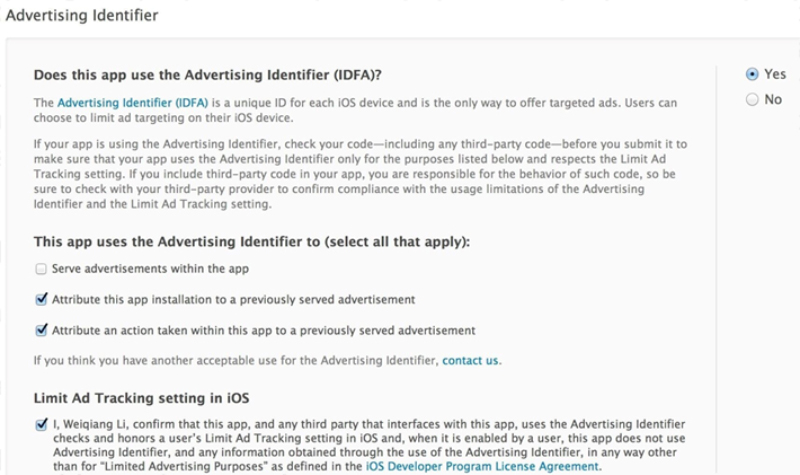 Advertising Identifier
Does this app use the Advertising Identifier (IDFA)?
Yes
No
The Advertising Identifier (IDFA) is a unique ID for each iOS device and is the only way to offer targeted ads. Users can
choose to limit ad targeting on their iOS device.
If your app is using the Advertising Identifier, check your code—including any third-party code—before you submit it to
make sure that your app uses the Advertising Identifier only for the purposes listed below and respects the Limit Ad
Tracking setting. If you include third-party code in your app, you are responsible for the behavior of such code, so be
sure to check with your third-party provider to confirm compliance with the usage limitations of the Advertising
Identifier and the Limit Ad Tracking setting.
This app uses the Advertising Identifier to (select all that apply):
Serve advertisements within the app
Attribute this app installation to a previously served advertisement
Attribute an action taken within this app to a previously served advertisement
If you think you have another acceptable use for the Advertising Identifier, contact us.
Limit Ad Tracking setting in iOS
I, Weiqiang Li, confirm that this app, and any third party that interfaces with this app, uses the Advertising Identifier
checks and honors a user's Limit Ad Tracking setting in iOS and, when it is enabled by a user, this app does not use
Advertising Identifier, and any information obtained through the use of the Advertising Identifier, in any way other
than for "Limited Advertising Purposes" as defined in the iOS Developer Program License Agreement.